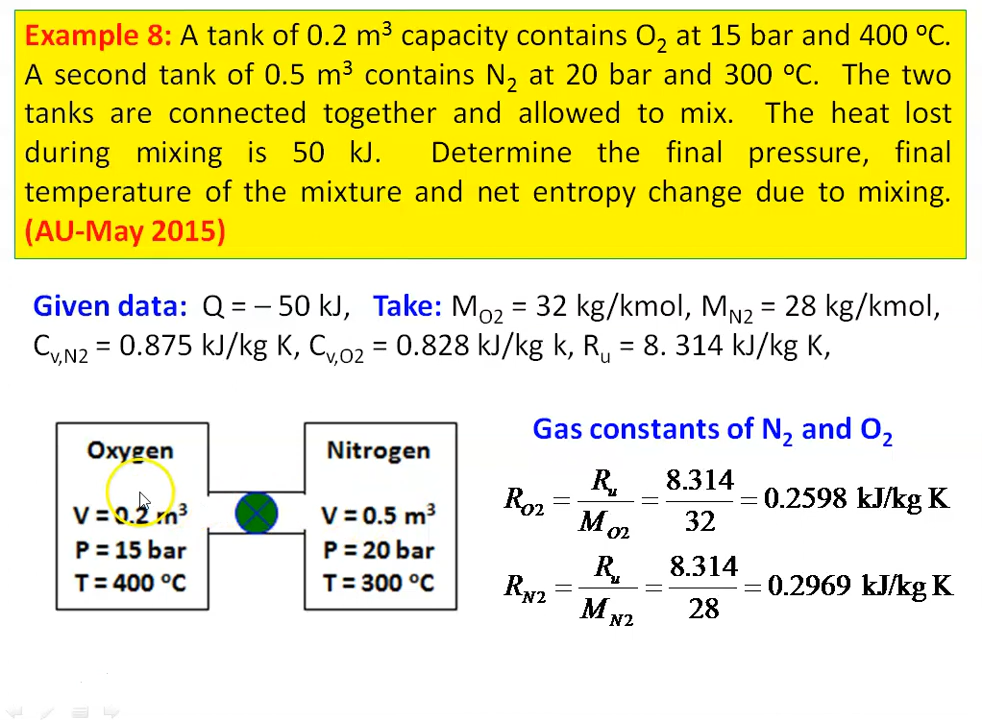 Example 8: A tank of 0.2 m³ capacity contains O₂ at 15 bar and 400 ºC.
A second tank of 0.5 m³ contains N₂ at 20 bar and 300 ºC. The two
tanks are connected together and allowed to mix. The heat lost
during mixing is 50 kJ. Determine the final pressure, final
temperature of the mixture and net entropy change due to mixing.
(AU-May 2015)
Given data: Q = – 50 kJ, Take: M_O2 = 32 kg/kmol, M_N2 = 28 kg/kmol,
C_v,N2 = 0.875 kJ/kg K, C_v,O2 = 0.828 kJ/kg k, R_u = 8. 314 kJ/kg K,
Oxygen
V = 0.2 m³
P = 15 bar
T = 400 ºC
Nitrogen
V = 0.5 m³
P = 20 bar
T = 300 ºC
Gas constants of N₂ and O₂
R_O2 = R_u / M_O2 = 8.314 / 32 = 0.2598 kJ/kg K
R_N2 = R_u / M_N2 = 8.314 / 28 = 0.2969 kJ/kg K